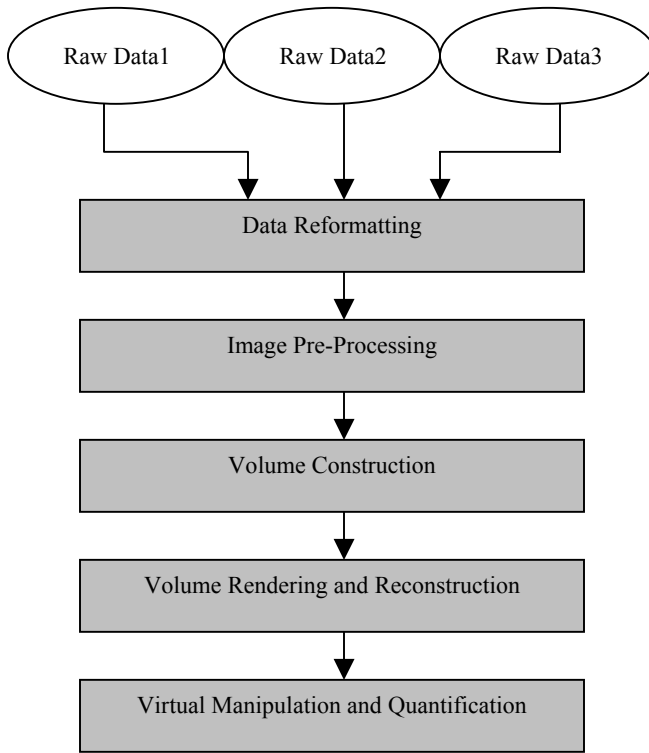 Raw Data1
Raw Data2
Raw Data3
Data Reformatting
Image Pre-Processing
Volume Construction
Volume Rendering and Reconstruction
Virtual Manipulation and Quantification